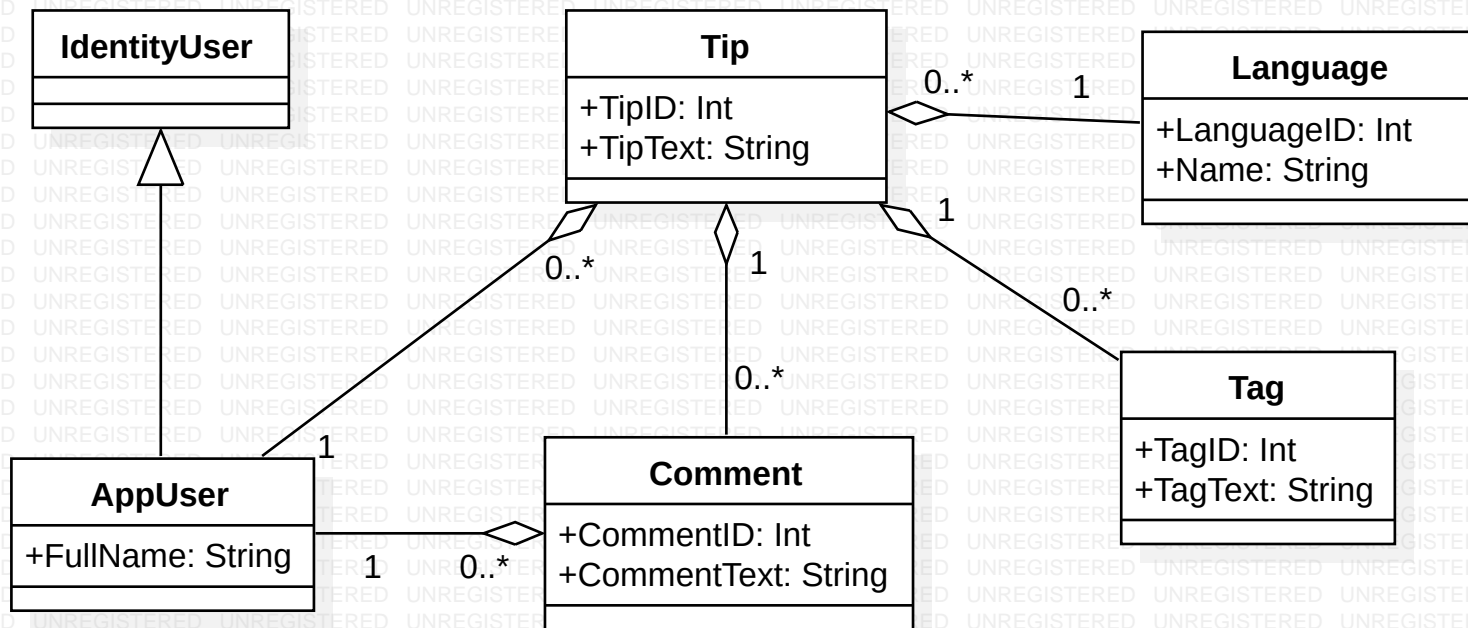 IdentityUser
Tip
+TipID: Int
+TipText: String
Language
+LanguageID: Int
+Name: String
0..*
1
0..*
1
1
0..*
1
0..*
AppUser
+FullName: String
1
0..*
Comment
+CommentID: Int
+CommentText: String
Tag
+TagID: Int
+TagText: String
UNREGISTERED